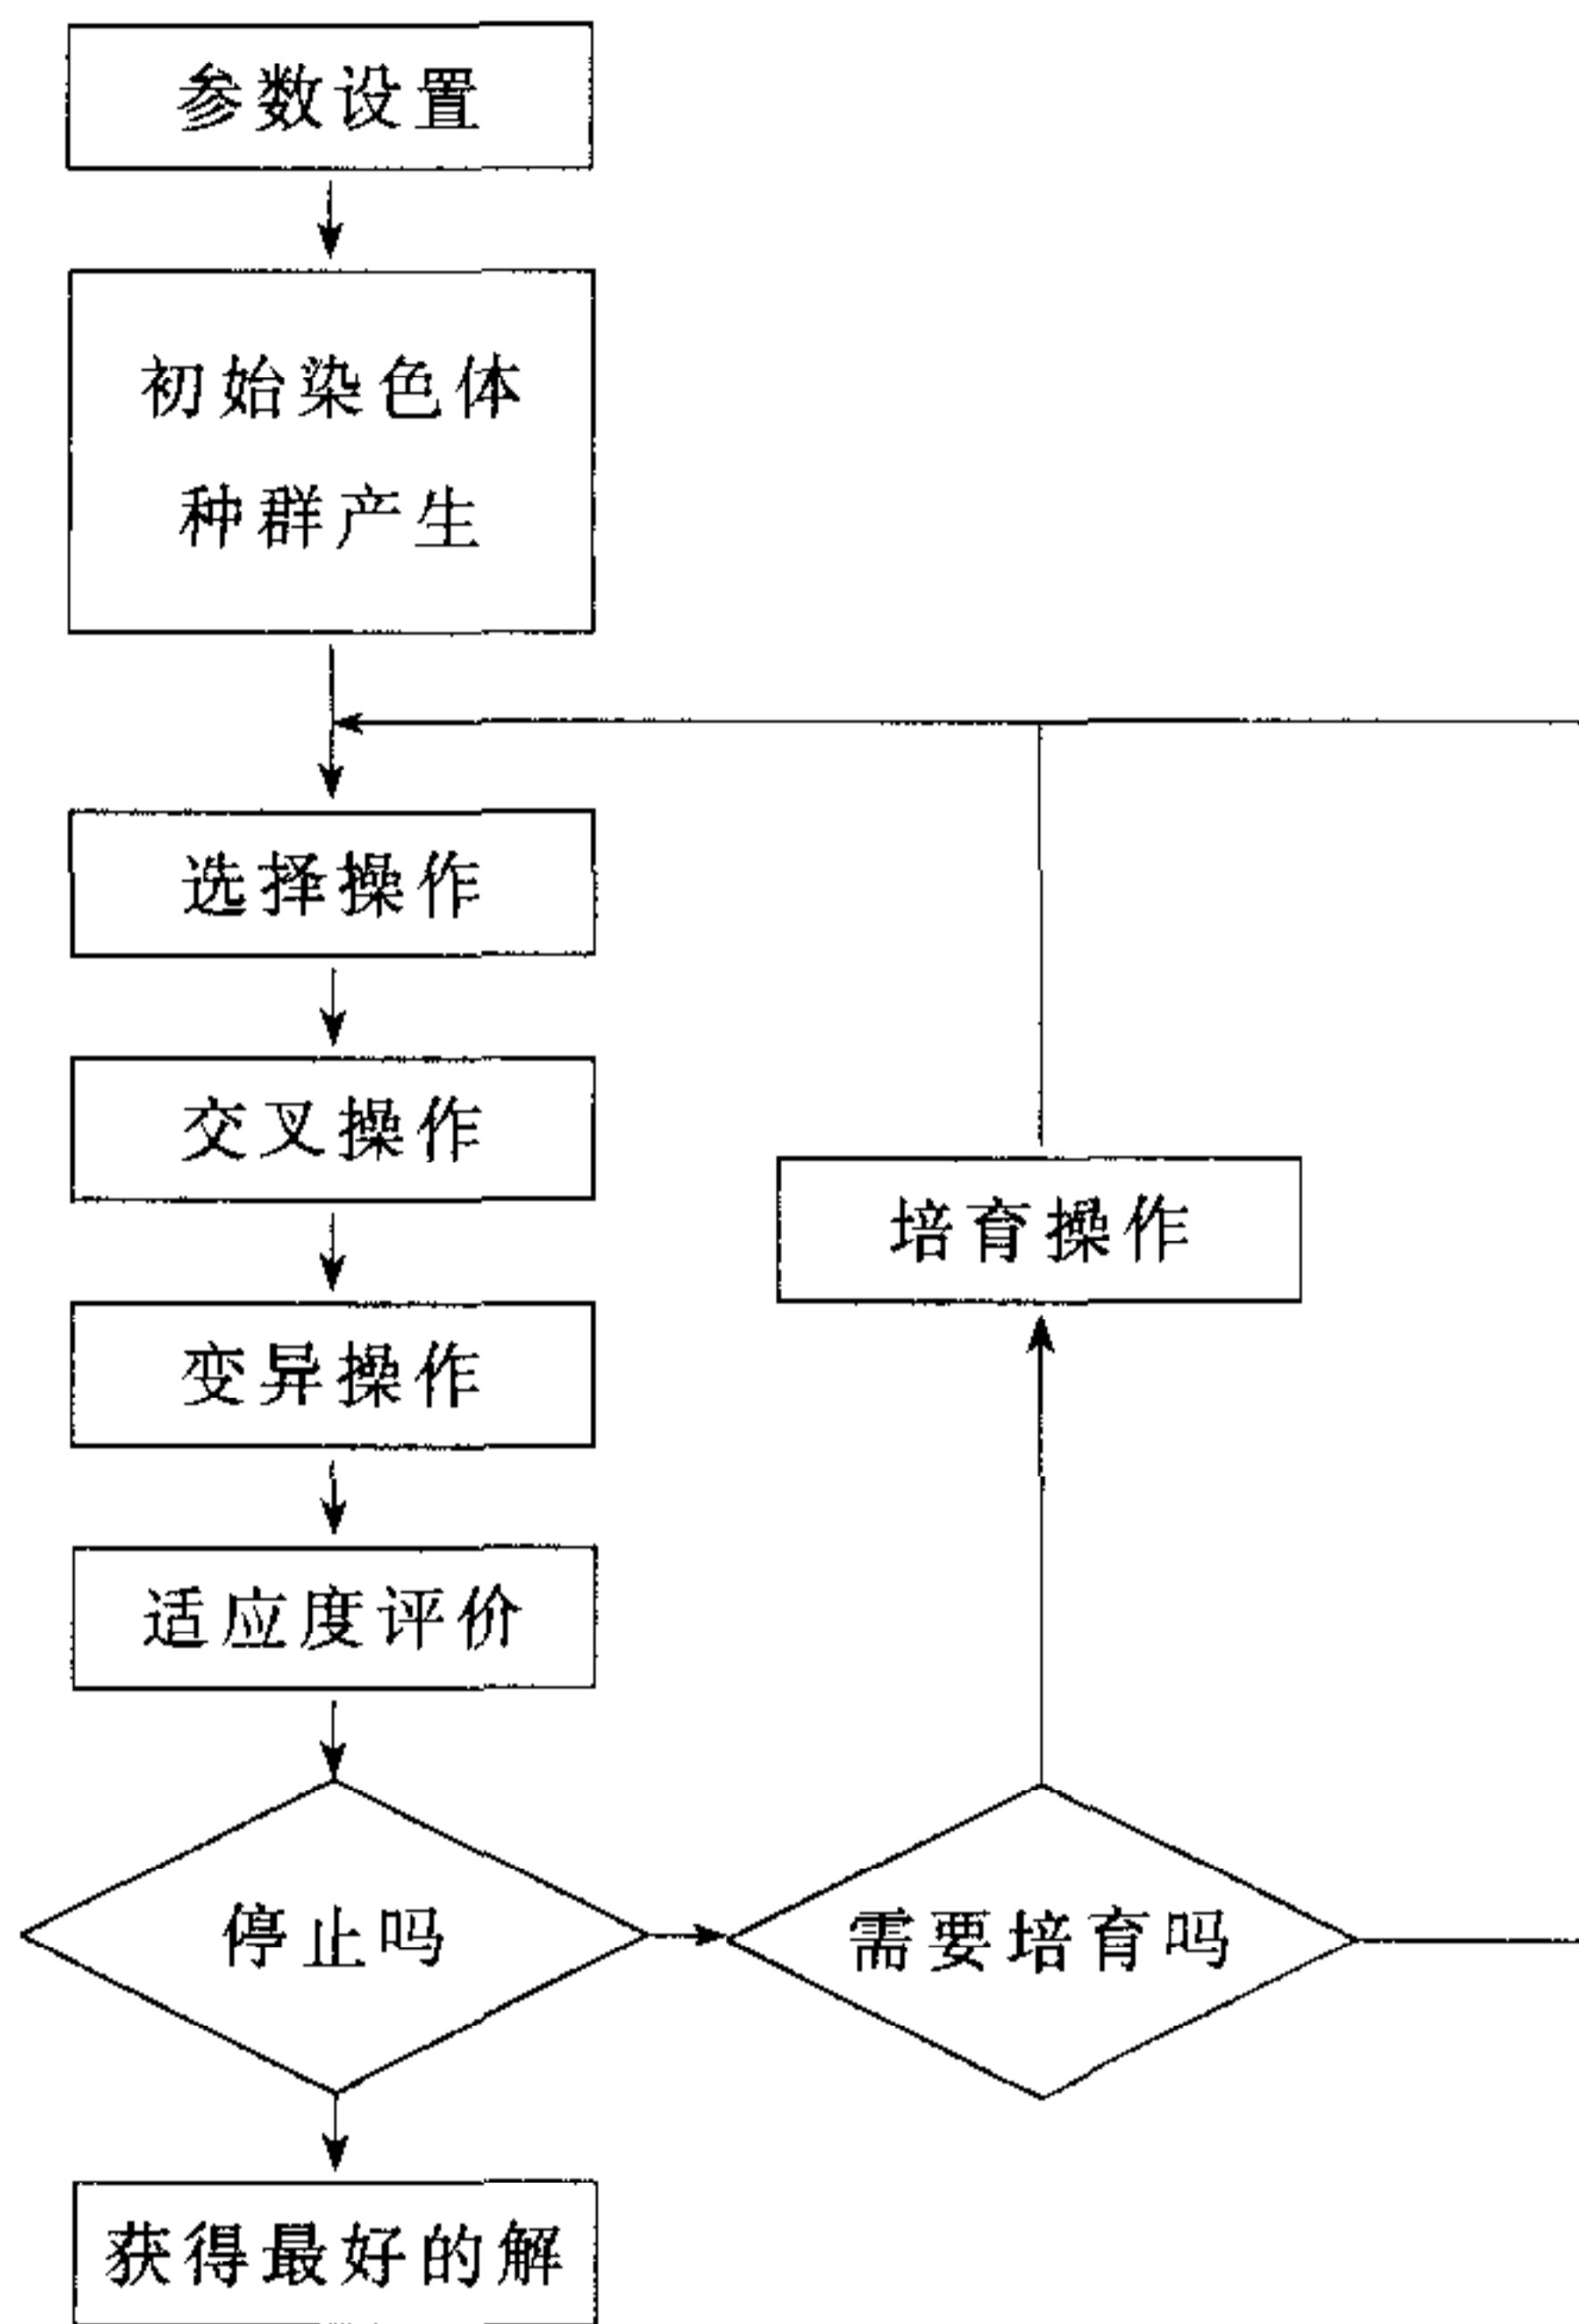 参数设置
初始染色体
种群产生
选择操作
交叉操作
变异操作
培育操作
适应度评价
停止吗
需要培育吗
获得最好的解